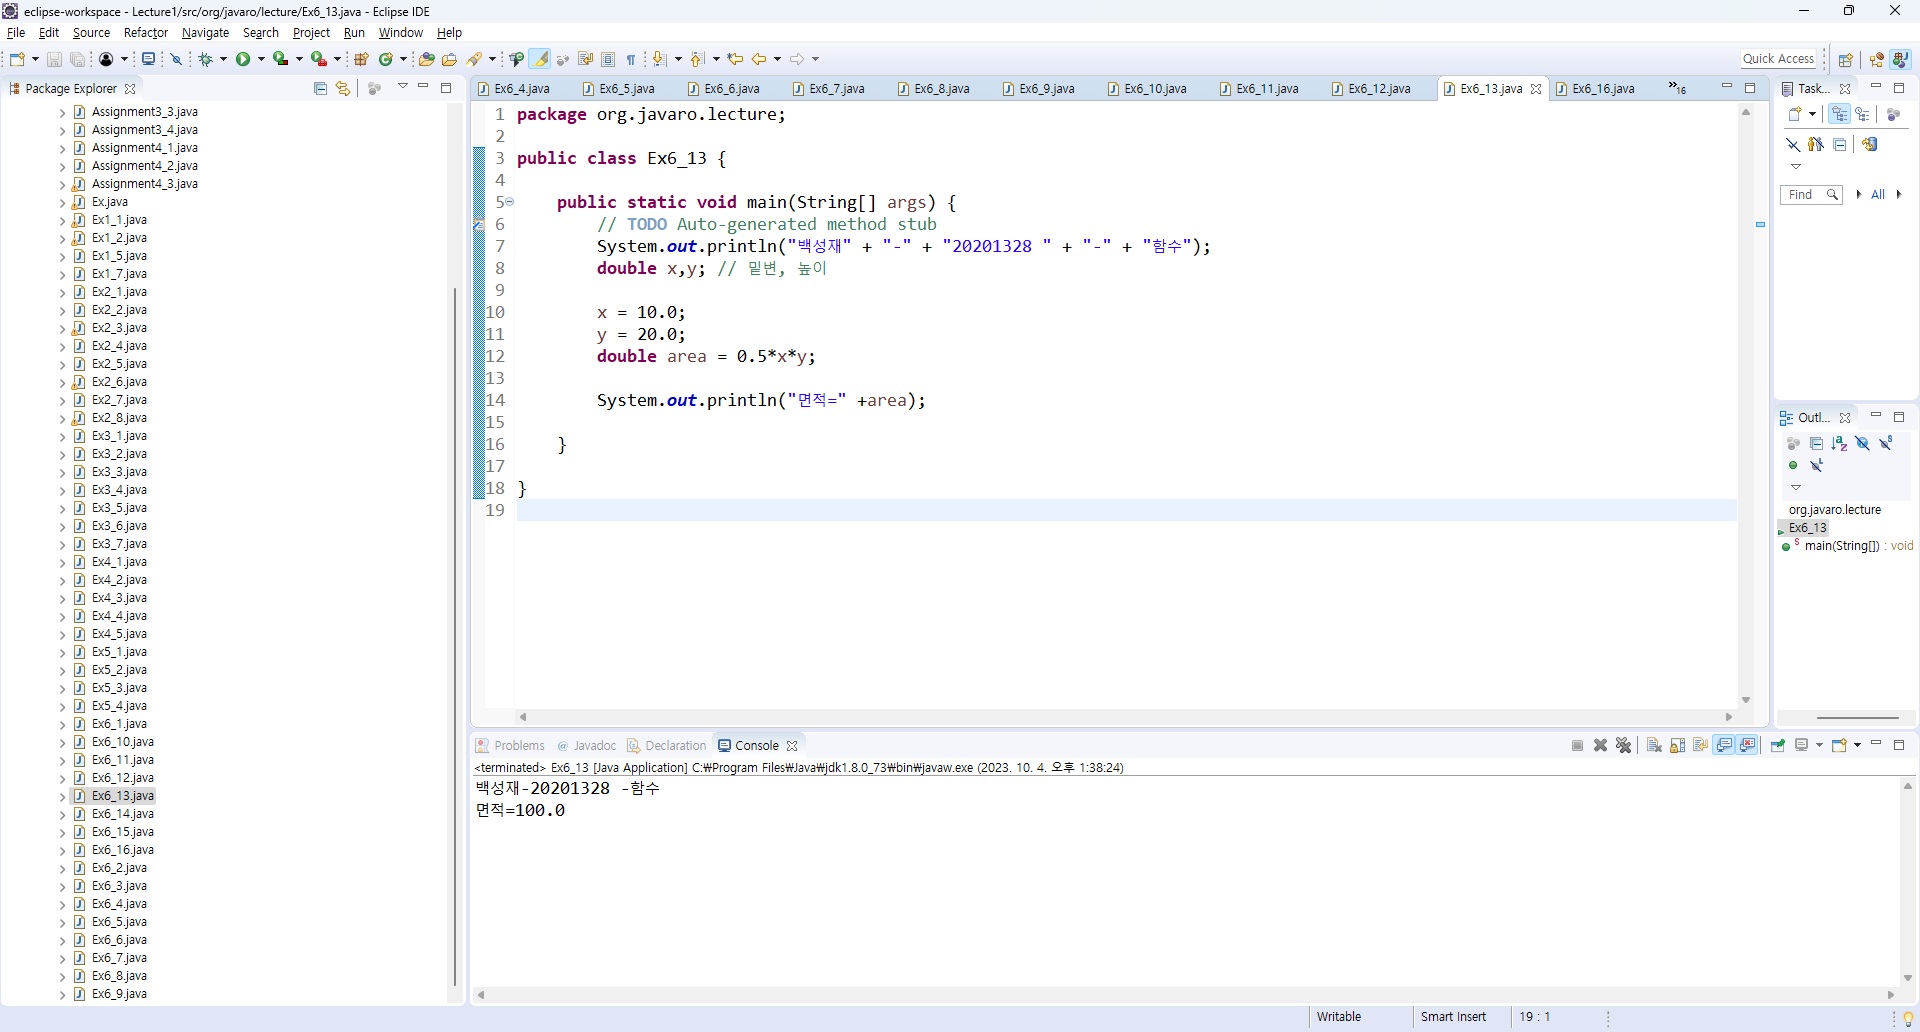 eclipse-workspace - Lecture1/src/org/javaro/lecture/Ex6_13.java - Eclipse IDE
File Edit Source Refactor Navigate Search Project Run Window Help
Quick Access
Package Explorer
Assignment3_3.java
Assignment3_4.java
Assignment4_1.java
Assignment4_2.java
Assignment4_3.java
Ex.java
Ex1_1.java
Ex1_2.java
Ex1_5.java
Ex1_7.java
Ex2_1.java
Ex2_2.java
Ex2_3.java
Ex2_4.java
Ex2_5.java
Ex2_6.java
Ex2_7.java
Ex2_8.java
Ex3_1.java
Ex3_2.java
Ex3_3.java
Ex3_4.java
Ex3_5.java
Ex3_6.java
Ex3_7.java
Ex4_1.java
Ex4_2.java
Ex4_3.java
Ex4_4.java
Ex4_5.java
Ex5_1.java
Ex5_2.java
Ex5_3.java
Ex5_4.java
Ex6_1.java
Ex6_10.java
Ex6_11.java
Ex6_12.java
Ex6_13.java
Ex6_14.java
Ex6_15.java
Ex6_16.java
Ex6_2.java
Ex6_3.java
Ex6_4.java
Ex6_5.java
Ex6_6.java
Ex6_7.java
Ex6_8.java
Ex6_9.java
Ex6_4.java Ex6_5.java Ex6_6.java Ex6_7.java Ex6_8.java Ex6_9.java Ex6_10.java Ex6_11.java Ex6_12.java Ex6_13.java Ex6_16.java »16
1 package org.javaro.lecture;
2
3 public class Ex6_13 {
4
5 public static void main(String[] args) {
6 // TODO Auto-generated method stub
7 System.out.println("백성재" + "-" + "20201328 " + "-" + "함수");
8 double x,y; // 밑변, 높이
9
10 x = 10.0;
11 y = 20.0;
12 double area = 0.5*x*y;
13
14 System.out.println("면적=" +area);
15
16 }
17
18 }
19
Task...
Find All
Outl...
org.javaro.lecture
Ex6_13
main(String[]) : void
Problems @ Javadoc Declaration Console
<terminated> Ex6_13 [Java Application] C:₩Program Files₩Java₩jdk1.8.0_73₩bin₩javaw.exe (2023. 10. 4. 오후 1:38:24)
백성재-20201328 -함수
면적=100.0
Writable Smart Insert 19 : 1